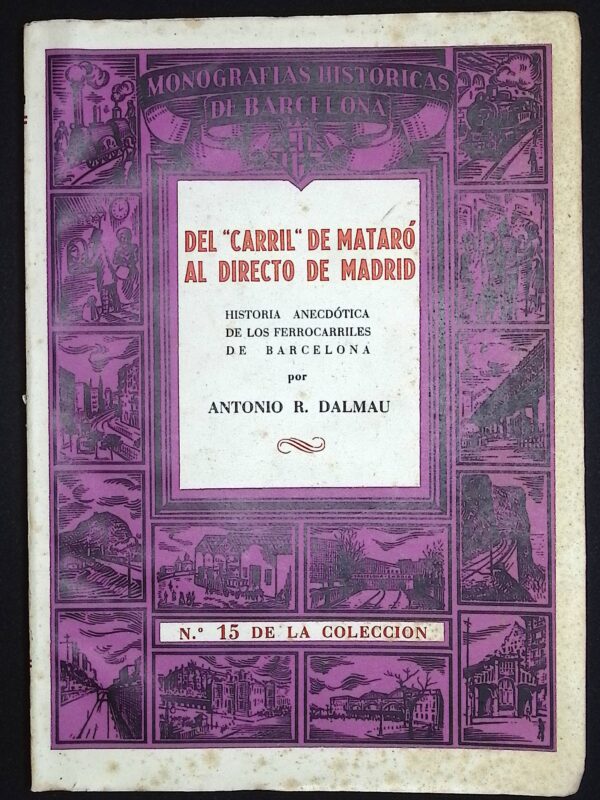 MONOGRAFIAS HISTORICAS
DE BARCELONA
DEL "CARRIL" DE MATARÓ
AL DIRECTO DE MADRID
HISTORIA ANECDÓTICA
DE LOS FERROCARRILES
DE BARCELONA
por
ANTONIO R. DALMAU
N.º 15 DE LA COLECCION